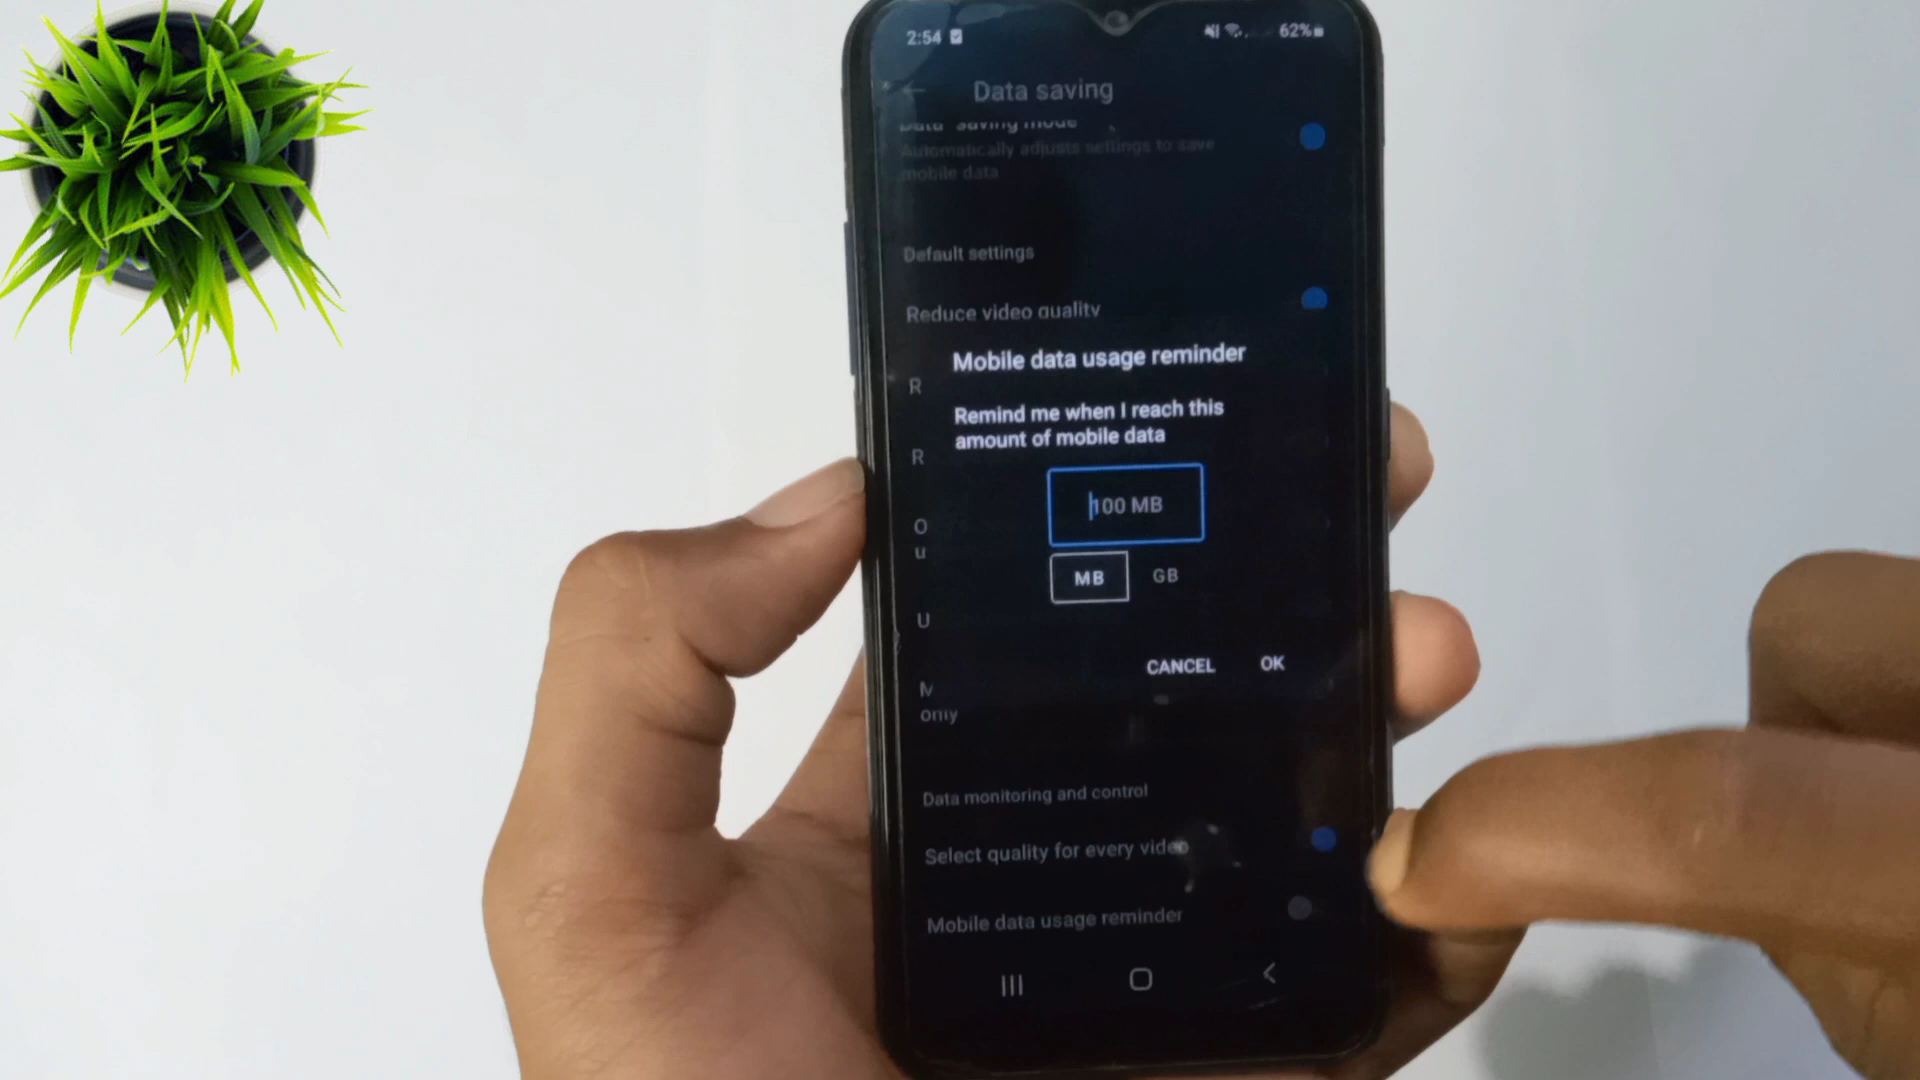 2:54
62%
Data saving
Data saving mode
Automatically adjusts settings to save
mobile data
Default settings
Reduce video quality
Mobile data usage reminder
R
Remind me when I reach this
amount of mobile data
R
100 MB
O
u
MB
GB
U
CANCEL
OK
M
only
Data monitoring and control
Select quality for every video
Mobile data usage reminder